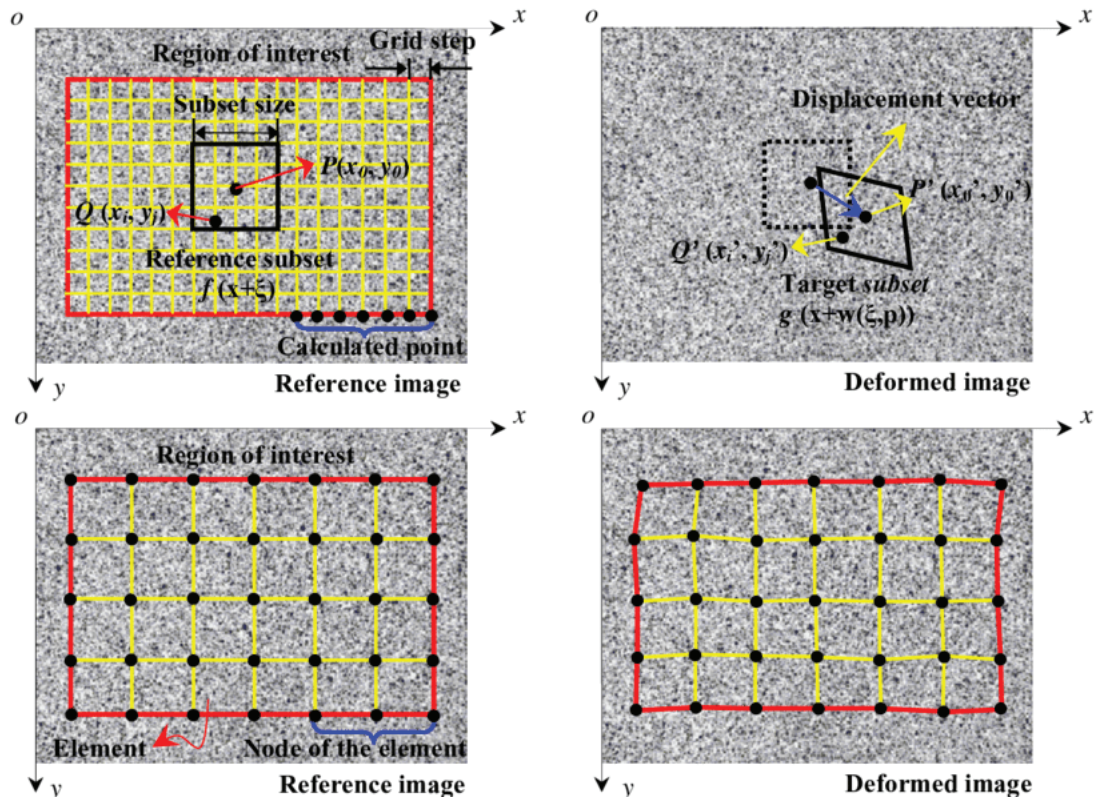 o
x
Region of interest
Grid step
Subset size
P(x₀, y₀)
Q (xᵢ, yⱼ)
Reference subset
f (x+ξ)
Calculated point
y
Reference image
o
x
Displacement vector
P’ (x₀’, y₀’)
Q’ (xᵢ’, yⱼ’)
Target subset
g (x+w(ξ,p))
y
Deformed image
o
x
Region of interest
Element
Node of the element
y
Reference image
o
x
y
Deformed image